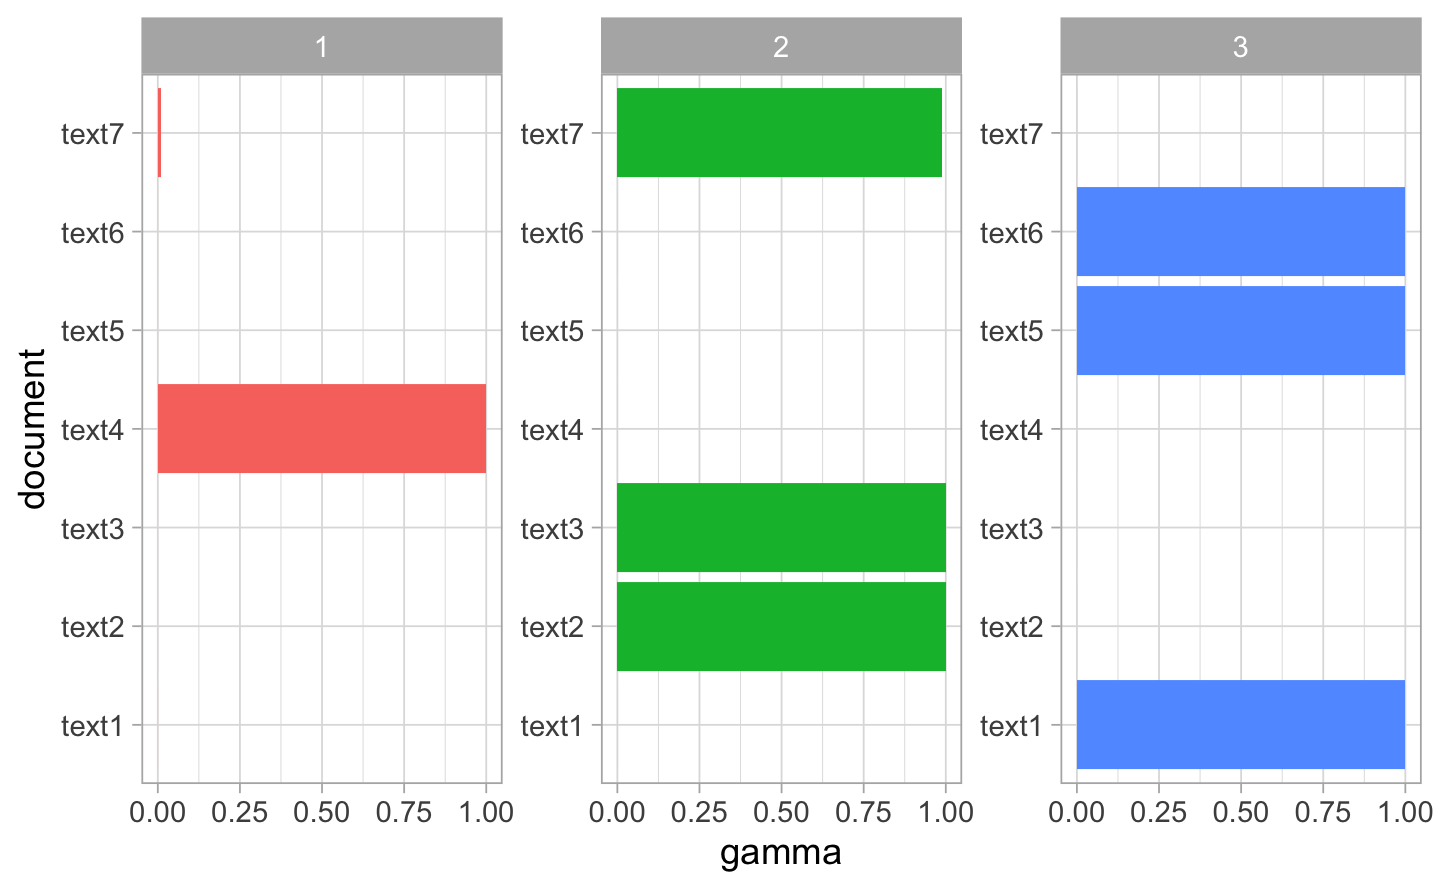 1 2 3
document
text7 text7 text7
text6 text6 text6
text5 text5 text5
text4 text4 text4
text3 text3 text3
text2 text2 text2
text1 text1 text1
0.00 0.25 0.50 0.75 1.00 0.00 0.25 0.50 0.75 1.00 0.00 0.25 0.50 0.75 1.00
gamma